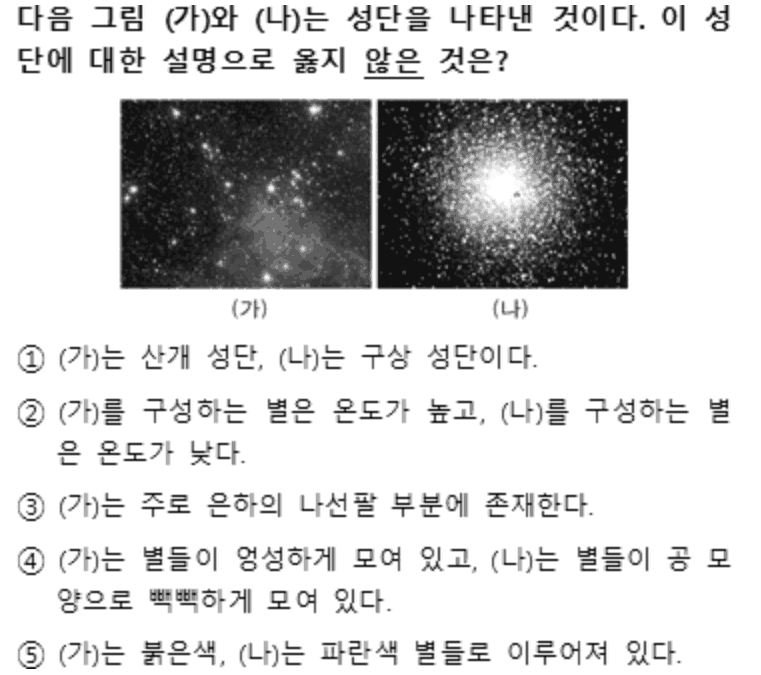 다음 그림 (가)와 (나)는 성단을 나타낸 것이다. 이 성
단에 대한 설명으로 옳지 않은 것은?
(가)
(나)
① (가)는 산개 성단, (나)는 구상 성단이다.
② (가)를 구성하는 별은 온도가 높고, (나)를 구성하는 별
은 온도가 낮다.
③ (가)는 주로 은하의 나선팔 부분에 존재한다.
④ (가)는 별들이 엉성하게 모여 있고, (나)는 별들이 공 모
양으로 빽빽하게 모여 있다.
⑤ (가)는 붉은색, (나)는 파란색 별들로 이루어져 있다.